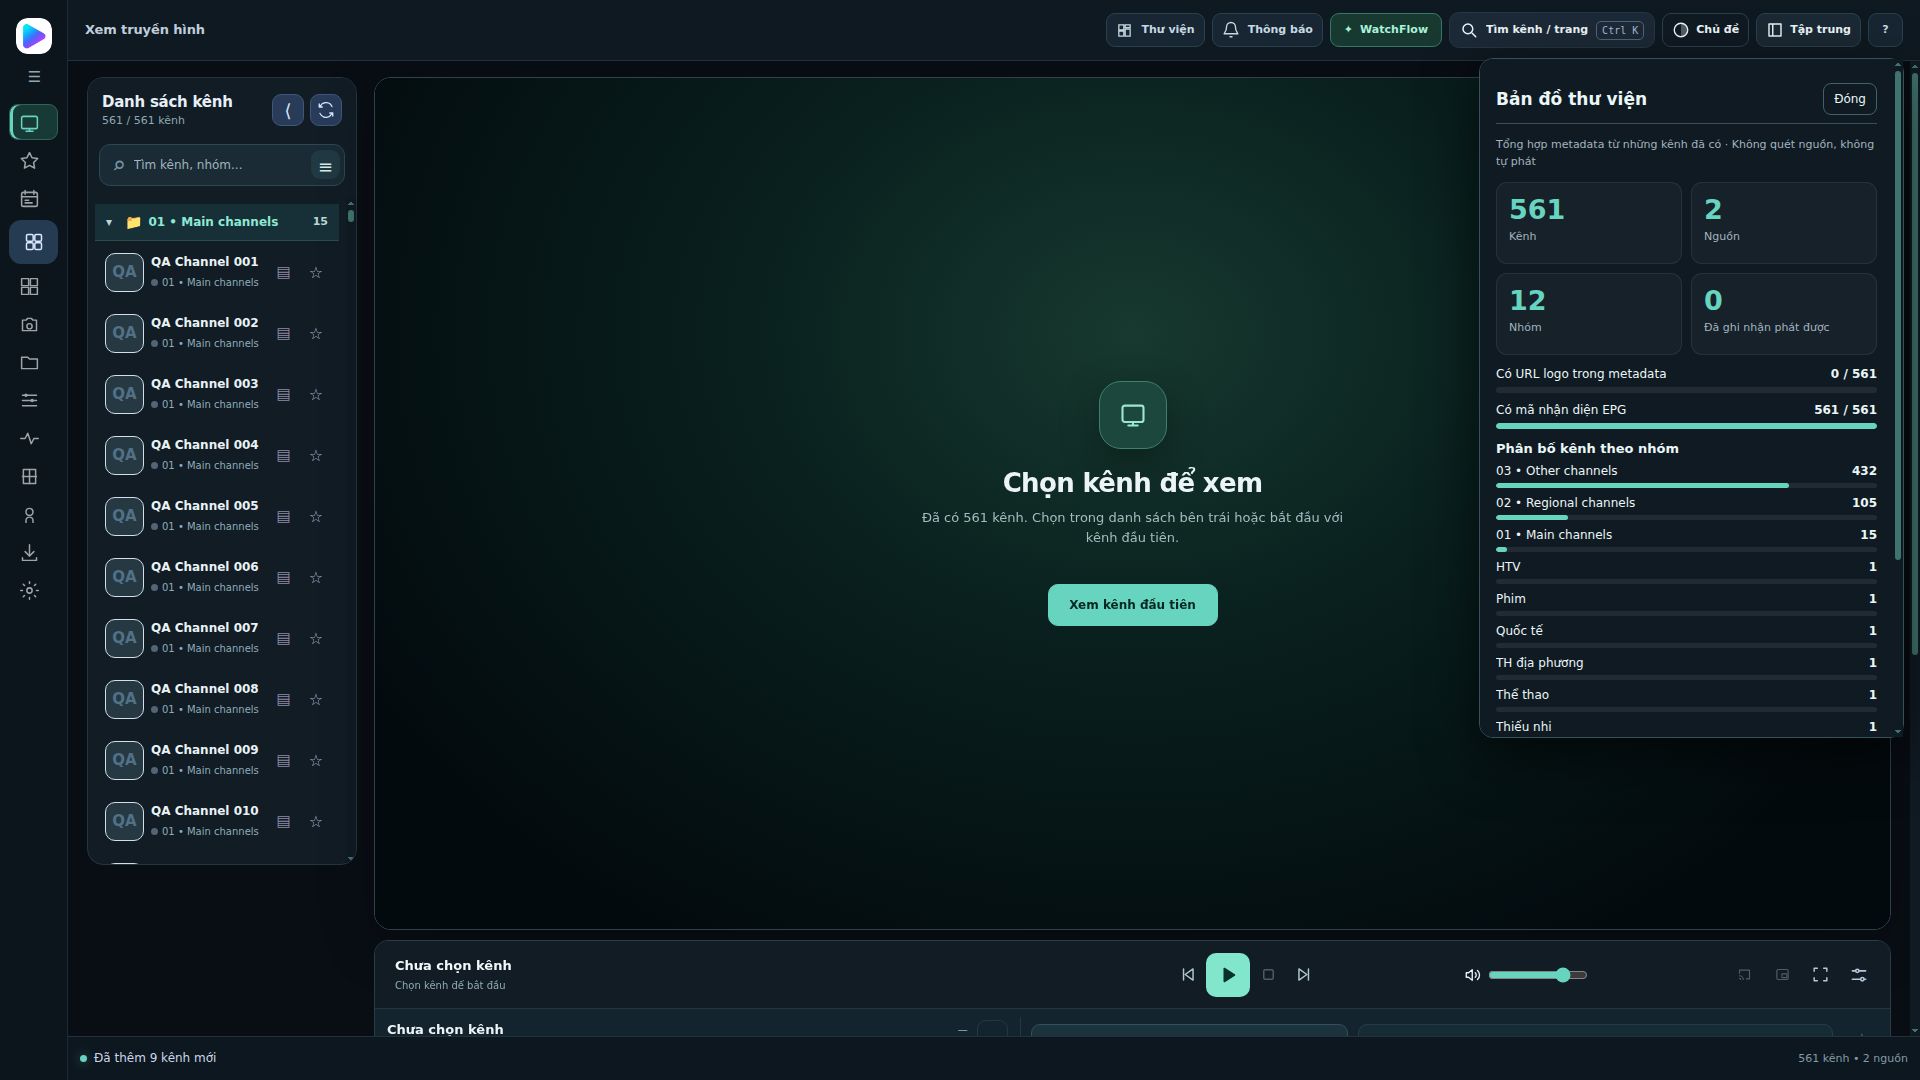 Xem truyền hình
Thư viện
Thông báo
✦ WatchFlow
Tìm kênh / trang
Ctrl K
Chủ đề
Tập trung
?
Danh sách kênh
561 / 561 kênh
Tìm kênh, nhóm...
01 • Main channels
15
QA
QA Channel 001
01 • Main channels
QA
QA Channel 002
01 • Main channels
QA
QA Channel 003
01 • Main channels
QA
QA Channel 004
01 • Main channels
QA
QA Channel 005
01 • Main channels
QA
QA Channel 006
01 • Main channels
QA
QA Channel 007
01 • Main channels
QA
QA Channel 008
01 • Main channels
QA
QA Channel 009
01 • Main channels
QA
QA Channel 010
01 • Main channels
Chọn kênh để xem
Đã có 561 kênh. Chọn trong danh sách bên trái hoặc bắt đầu với
kênh đầu tiên.
Xem kênh đầu tiên
Bản đồ thư viện
Đóng
Tổng hợp metadata từ những kênh đã có · Không quét nguồn, không
tự phát
561
Kênh
2
Nguồn
12
Nhóm
0
Đã ghi nhận phát được
Có URL logo trong metadata
0 / 561
Có mã nhận diện EPG
561 / 561
Phân bố kênh theo nhóm
03 • Other channels
432
02 • Regional channels
105
01 • Main channels
15
HTV
1
Phim
1
Quốc tế
1
TH địa phương
1
Thể thao
1
Thiếu nhi
1
Chưa chọn kênh
Chọn kênh để bắt đầu
Chưa chọn kênh
Đã thêm 9 kênh mới
561 kênh • 2 nguồn